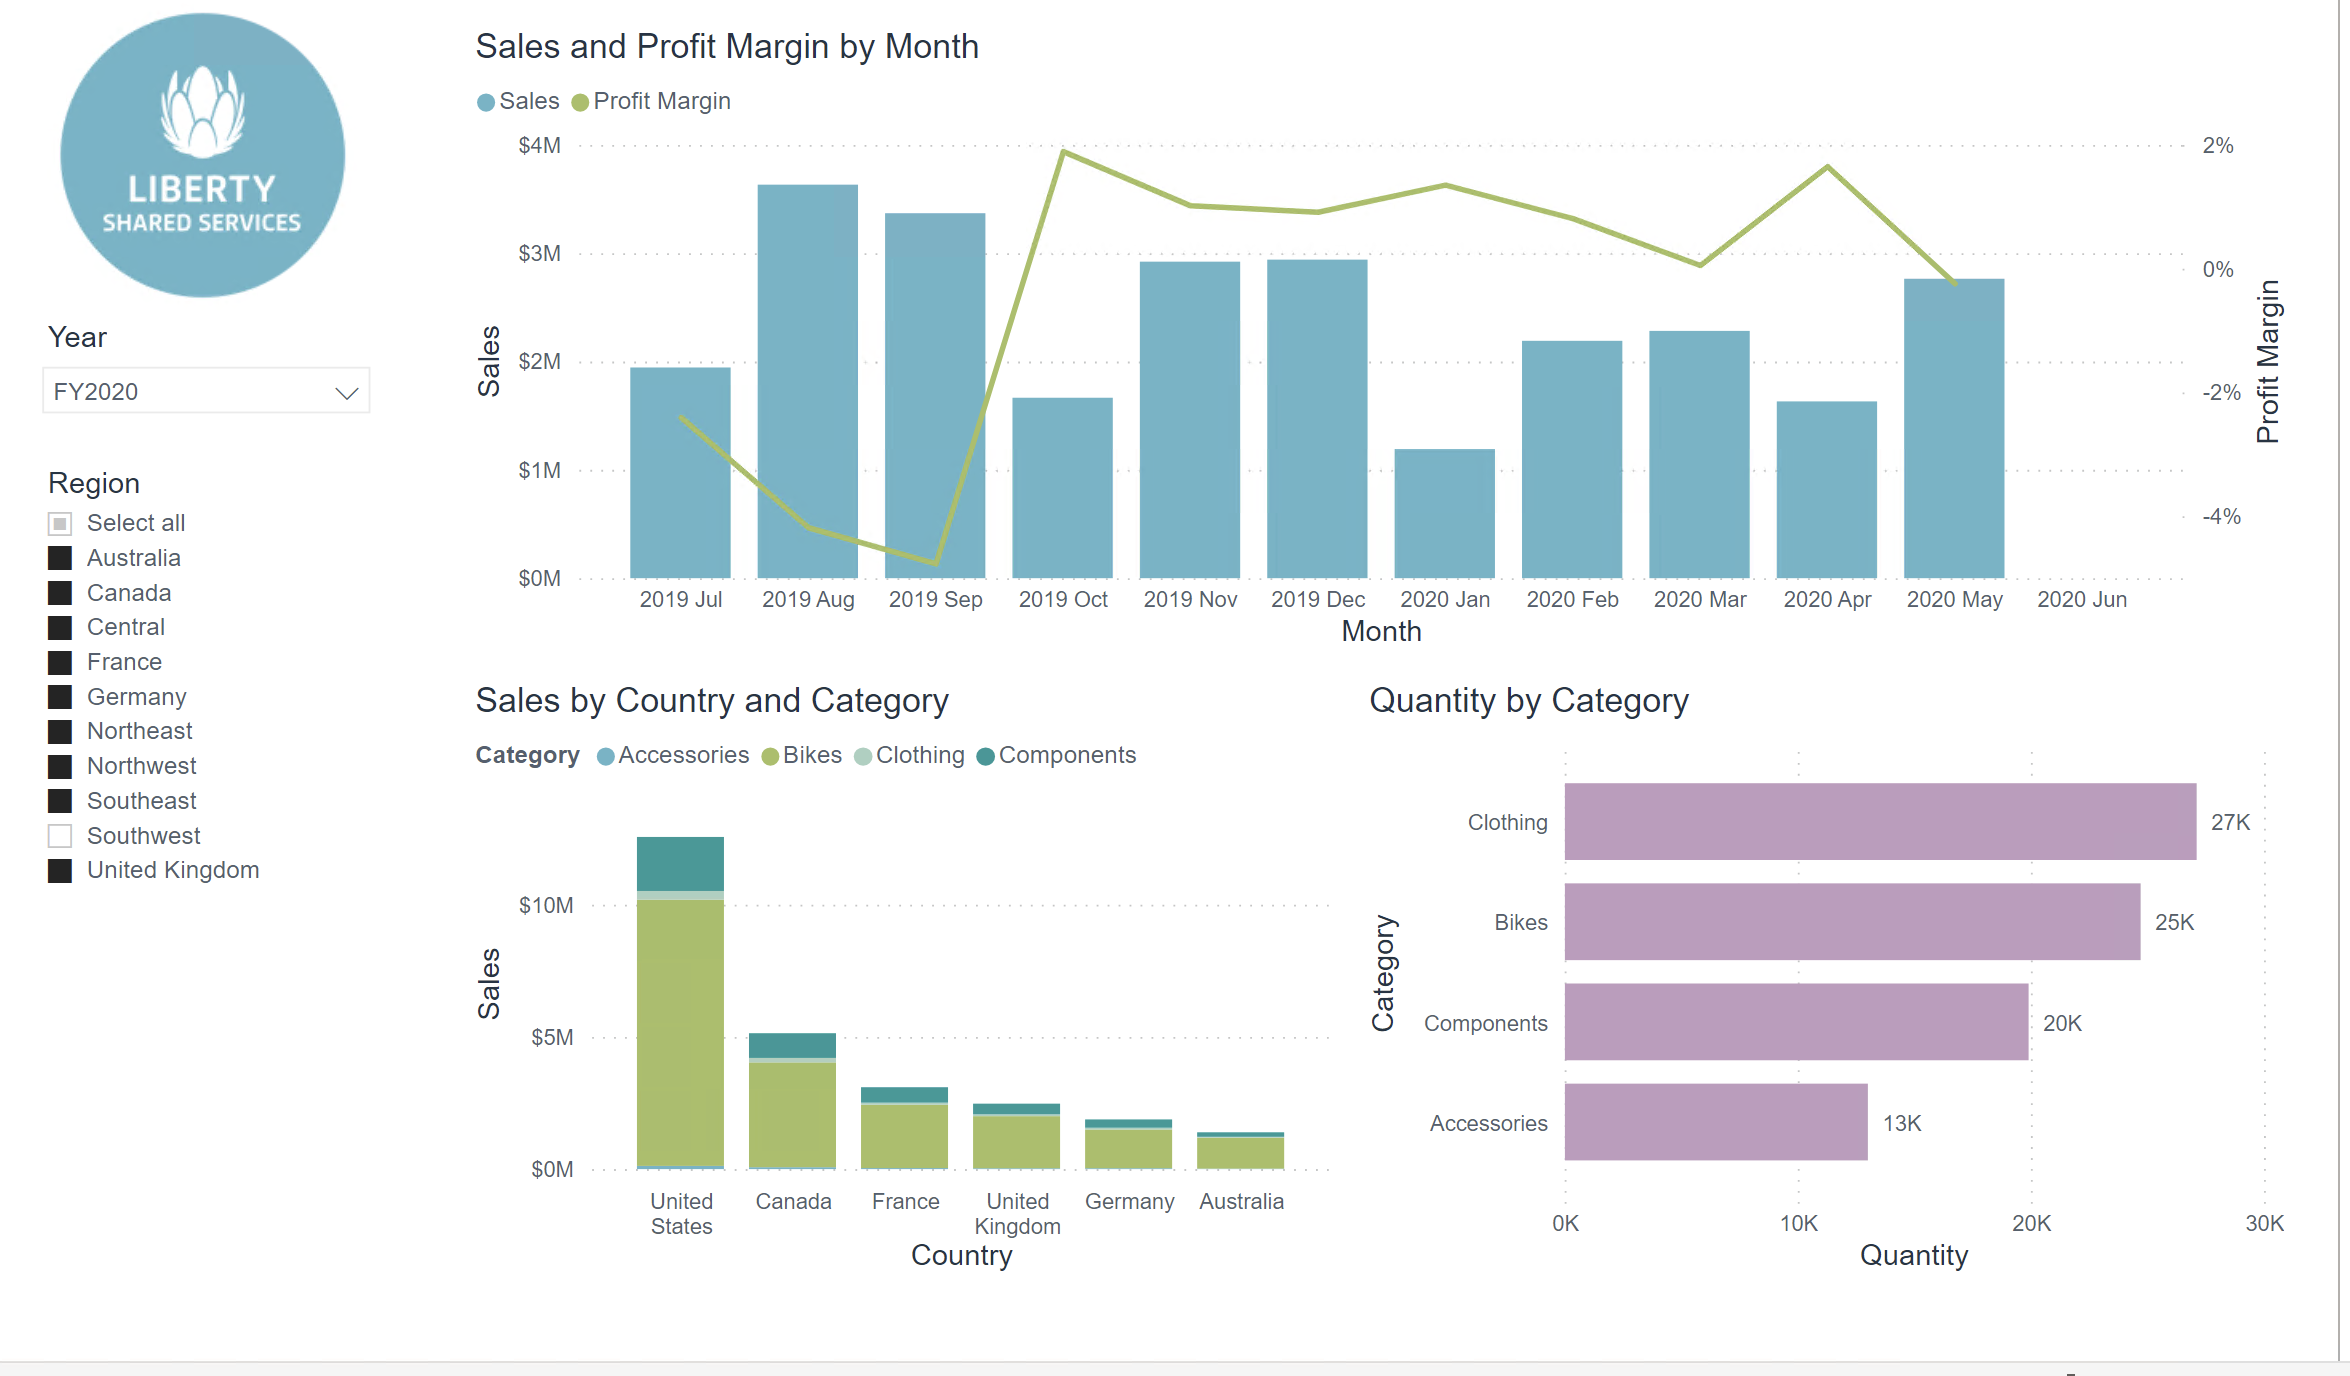 LIBERTY
SHARED SERVICES
Year
FY2020
Region
Select all
Australia
Canada
Central
France
Germany
Northeast
Northwest
Southeast
Southwest
United Kingdom
Sales and Profit Margin by Month
Sales Profit Margin
$4M
$3M
$2M
$1M
$0M
Sales
2%
0%
-2%
-4%
Profit Margin
2019 Jul 2019 Aug 2019 Sep 2019 Oct 2019 Nov 2019 Dec 2020 Jan 2020 Feb 2020 Mar 2020 Apr 2020 May 2020 Jun
Month
Sales by Country and Category
Category Accessories Bikes Clothing Components
$10M
$5M
$0M
Sales
United States
Canada
France
United Kingdom
Germany
Australia
Country
Quantity by Category
Category
Clothing 27K
Bikes 25K
Components 20K
Accessories 13K
0K 10K 20K 30K
Quantity